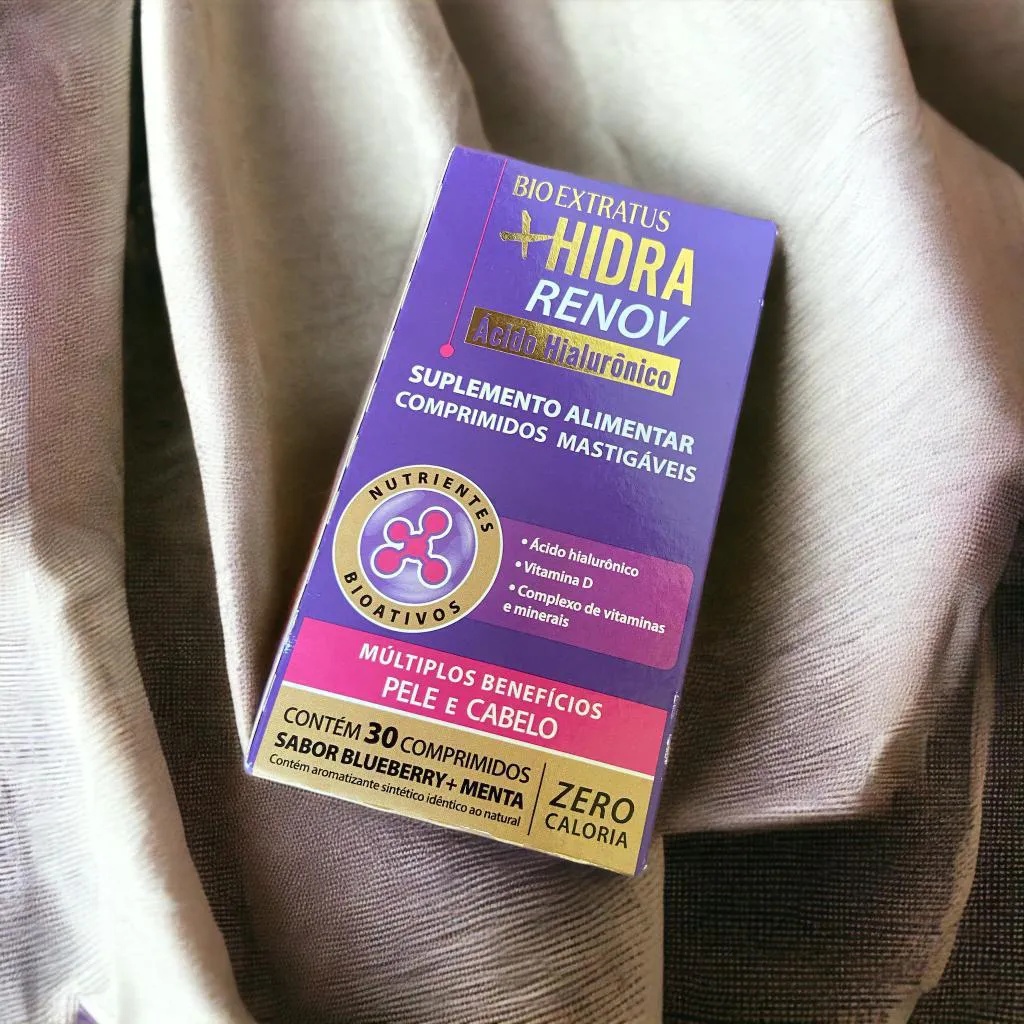 BIO EXTRATUS
+HIDRA
RENOV
Ácido Hialurônico
SUPLEMENTO ALIMENTAR
COMPRIMIDOS MASTIGÁVEIS
NUTRIENTES
BIOATIVOS
• Ácido hialurônico
• Vitamina D
• Complexo de vitaminas
e minerais
MÚLTIPLOS BENEFÍCIOS
PELE E CABELO
CONTÉM 30 COMPRIMIDOS
SABOR BLUEBERRY + MENTA
Contém aromatizante sintético idêntico ao natural
ZERO
CALORIA